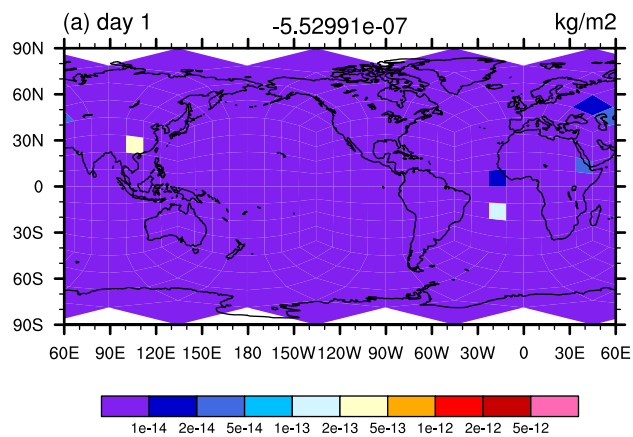 (a) day 1 -5.52991e-07 kg/m2
90N
60N
30N
0
30S
60S
90S
60E 90E 120E 150E 180 150W 120W 90W 60W 30W 0 30E 60E
1e-14 2e-14 5e-14 1e-13 2e-13 5e-13 1e-12 2e-12 5e-12